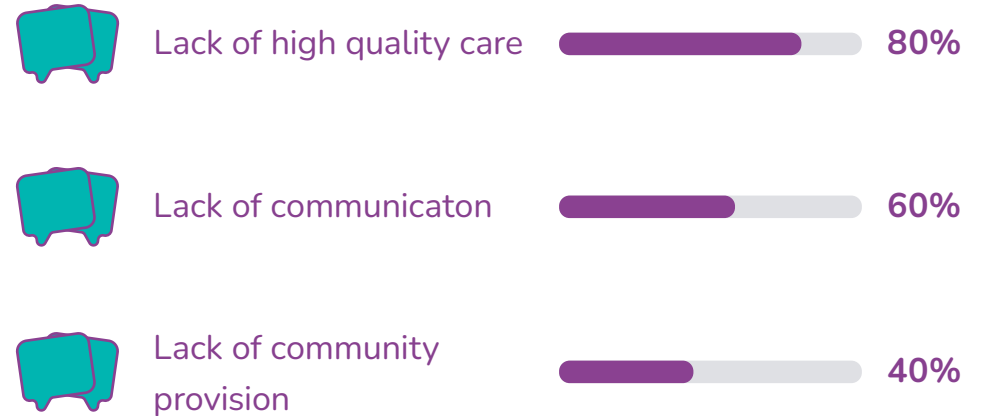 Lack of high quality care 80%
Lack of communicaton 60%
Lack of community
provision 40%